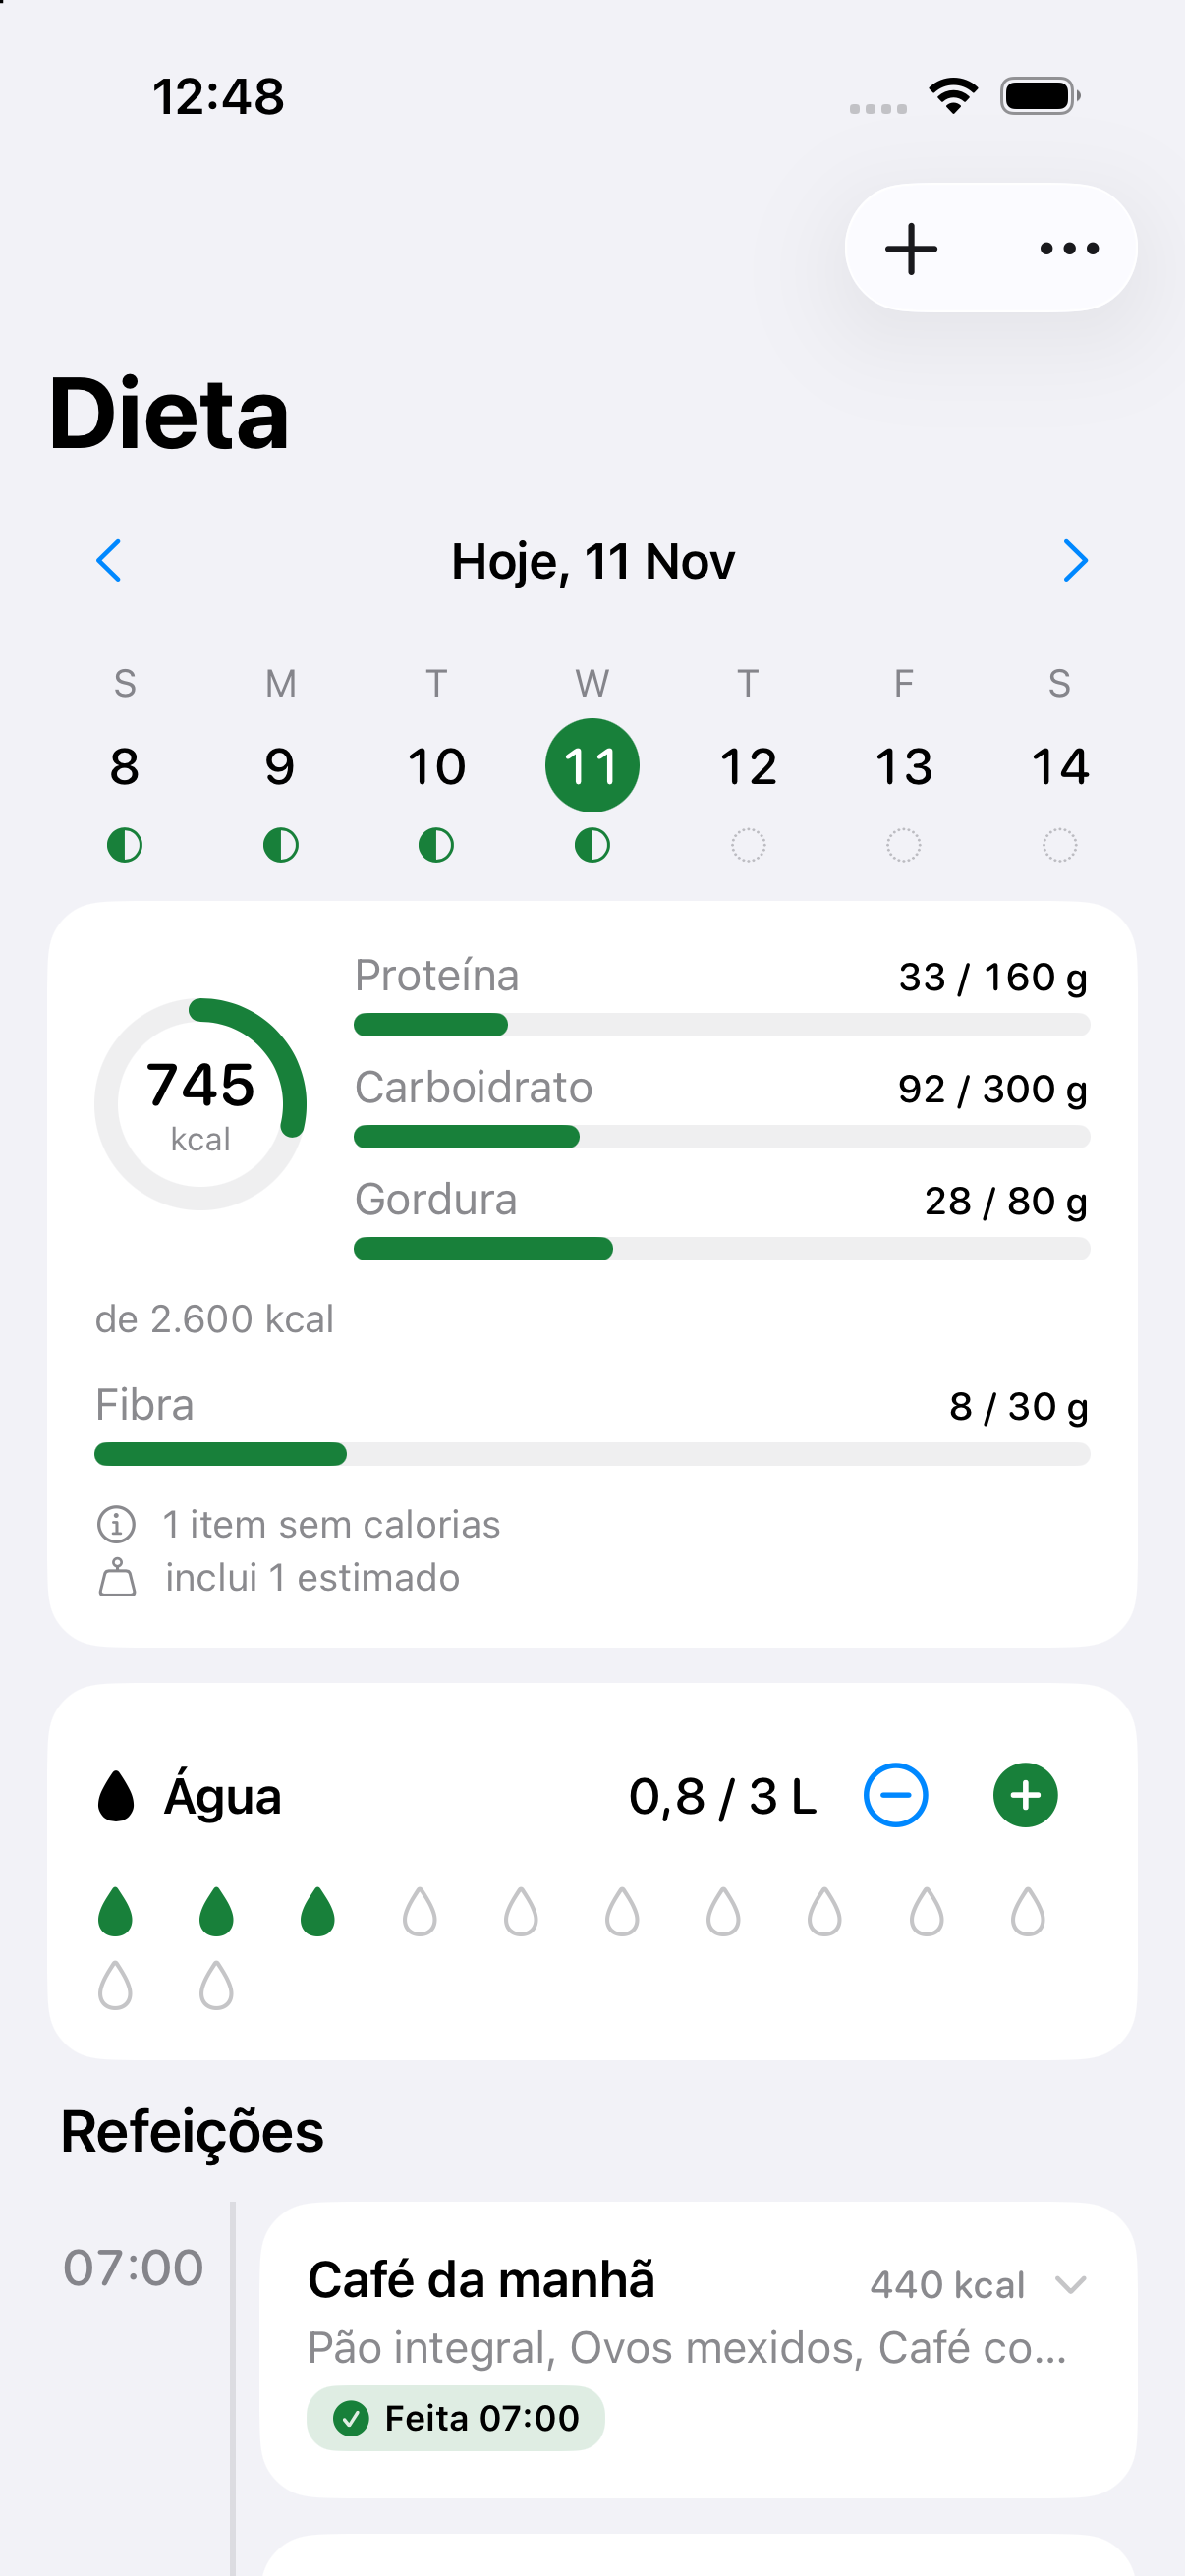 12:48
Dieta
Hoje, 11 Nov
S M T W T F S
8 9 10 11 12 13 14
Proteína 33 / 160 g
745
kcal
Carboidrato 92 / 300 g
Gordura 28 / 80 g
de 2.600 kcal
Fibra 8 / 30 g
1 item sem calorias
inclui 1 estimado
Água 0,8 / 3 L
Refeições
07:00
Café da manhã 440 kcal
Pão integral, Ovos mexidos, Café co...
Feita 07:00